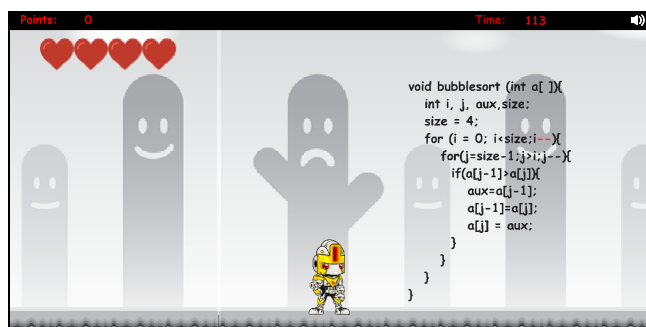 Points: 0 Time: 113
void bubblesort (int a[ ]){
int i, j, aux,size;
size = 4;
for (i = 0; i<size;i--){
for(j=size-1;j>i;j--){
if(a[j-1]>a[j]){
aux=a[j-1];
a[j-1]=a[j];
a[j] = aux;
}
}
}
}